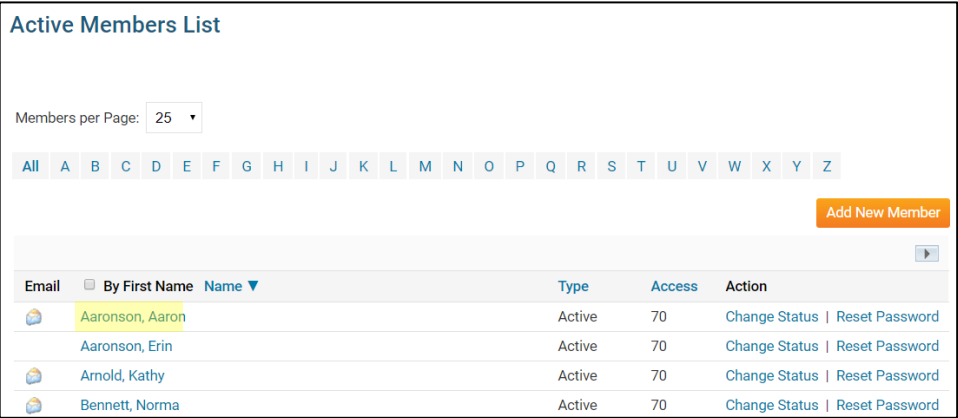 Active Members List
Members per Page: 25
All A B C D E F G H I J K L M N O P Q R S T U V W X Y Z
Add New Member
Email By First Name Name ▼ Type Access Action
Aaronson, Aaron Active 70 Change Status | Reset Password
Aaronson, Erin Active 70 Change Status | Reset Password
Arnold, Kathy Active 70 Change Status | Reset Password
Bennett, Norma Active 70 Change Status | Reset Password